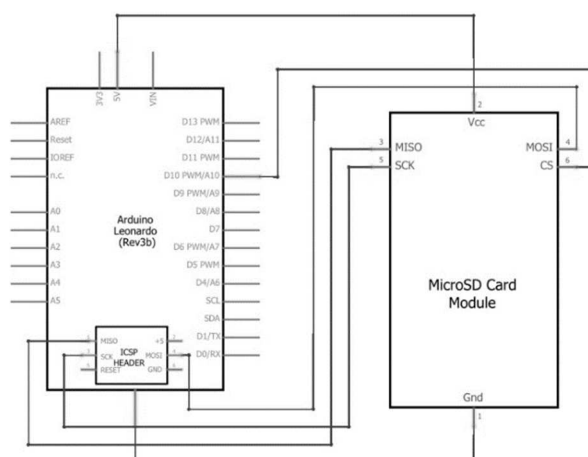 3V3
5V
VIN
AREF
Reset
IOREF
n.c.
A0
A1
A2
A3
A4
A5
D13 PWM
D12/A11
D11 PWM
D10 PWM/A10
D9 PWM/A9
D8/A8
D7
D6 PWM/A7
D5 PWM
D4/A6
SCL
SDA
D1/TX
D0/RX
Arduino
Leonardo
(Rev3b)
MISO
SCK
RESET
+5
MOSI
GND
ICSP
HEADER
2
Vcc
3
MISO
5
SCK
MOSI
4
CS
6
MicroSD Card
Module
Gnd
1